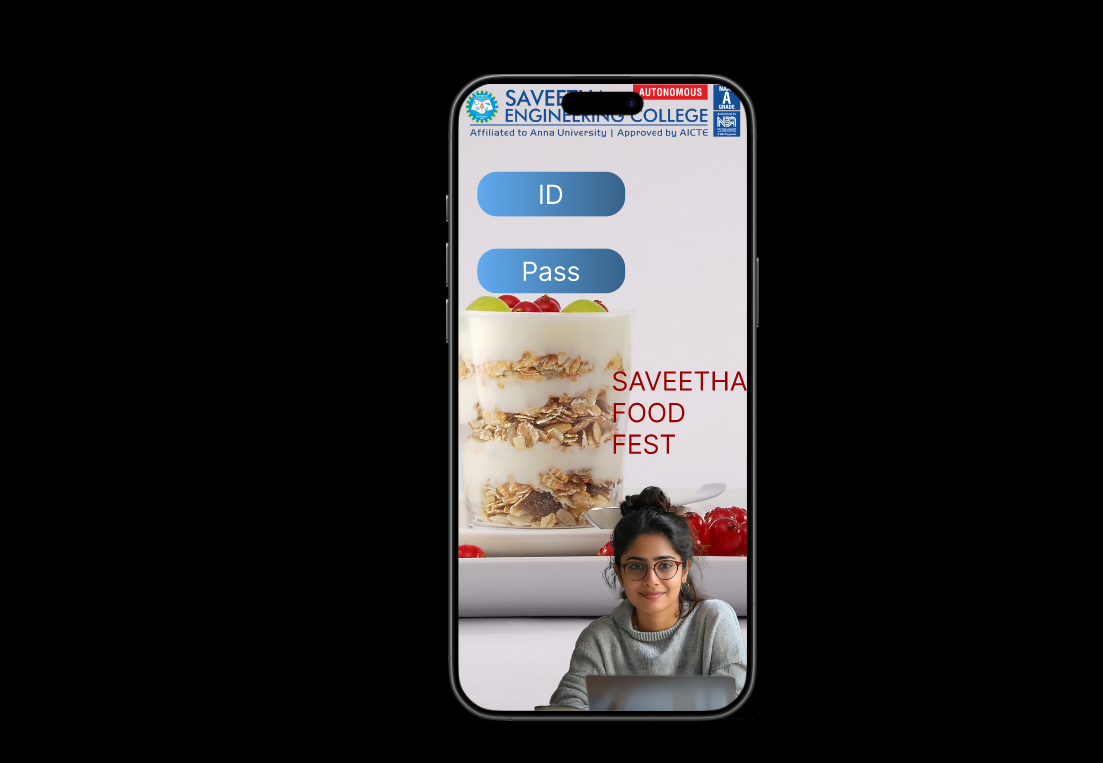 SAVEETHA
AUTONOMOUS
ENGINEERING COLLEGE
Affiliated to Anna University | Approved by AICTE
A
GRADE
ID
Pass
SAVEETHA
FOOD
FEST